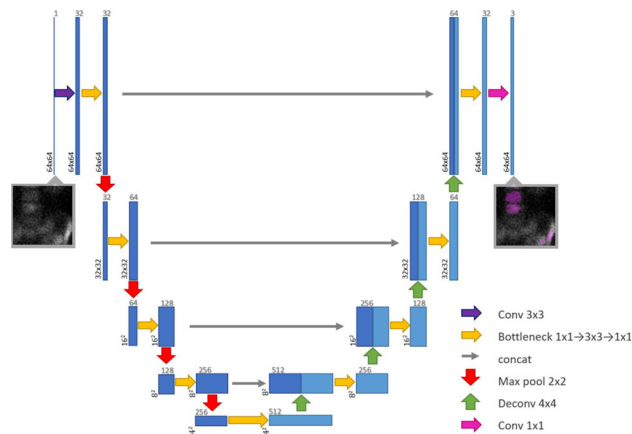 1 32 32
64 32 3
64x64 64x64 64x64
64x64 64x64 64x64
32 64
128 64
32x32 32x32
32x32 32x32
64 128
256 128
16² 16²
16² 16²
Conv 3x3
Bottleneck 1x1→3x3→1x1
concat
Max pool 2x2
Deconv 4x4
Conv 1x1
128 256
512 256
8² 8²
8² 8²
256 512
4² 4²